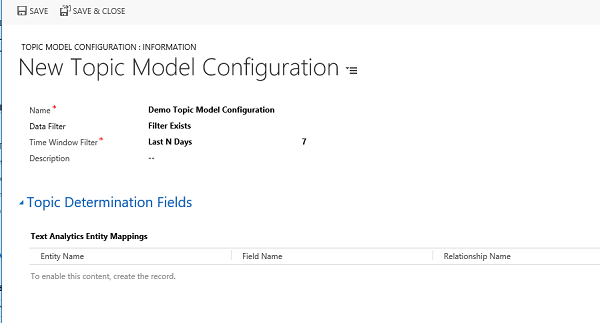 SAVE SAVE & CLOSE
TOPIC MODEL CONFIGURATION : INFORMATION
New Topic Model Configuration
Name * Demo Topic Model Configuration
Data Filter Filter Exists
Time Window Filter * Last N Days 7
Description --
Topic Determination Fields
Text Analytics Entity Mappings
Entity Name Field Name Relationship Name
To enable this content, create the record.